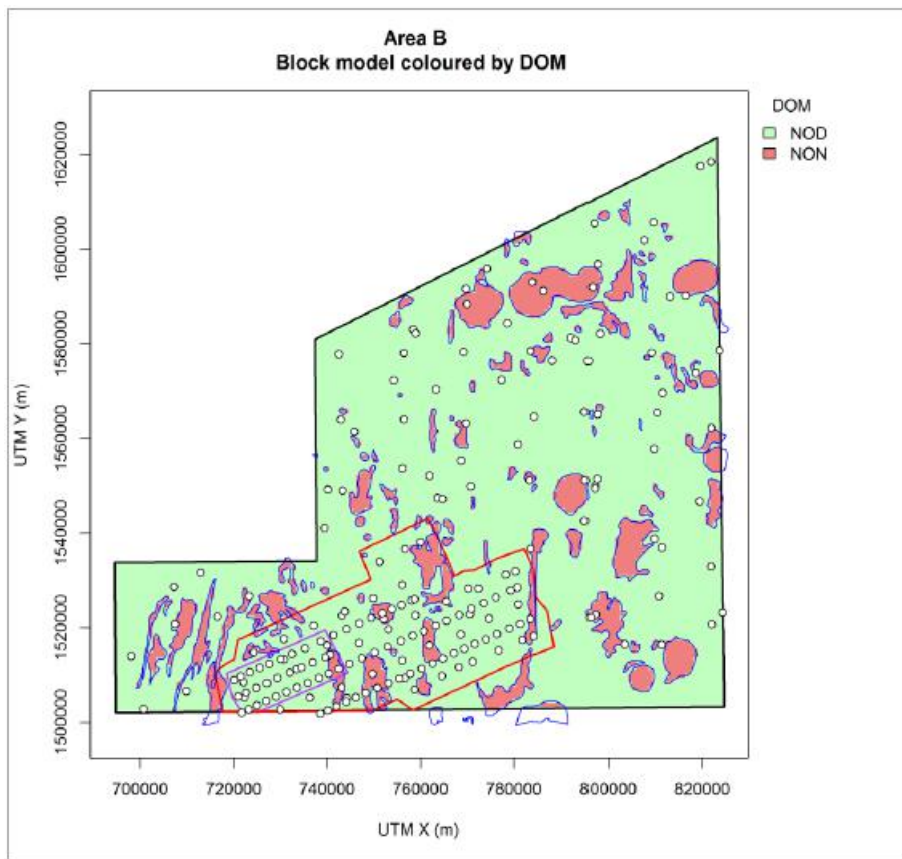 Area B
Block model coloured by DOM
DOM
NOD
NON
UTM Y (m)
1620000
1600000
1580000
1560000
1540000
1520000
1500000
700000 720000 740000 760000 780000 800000 820000
UTM X (m)